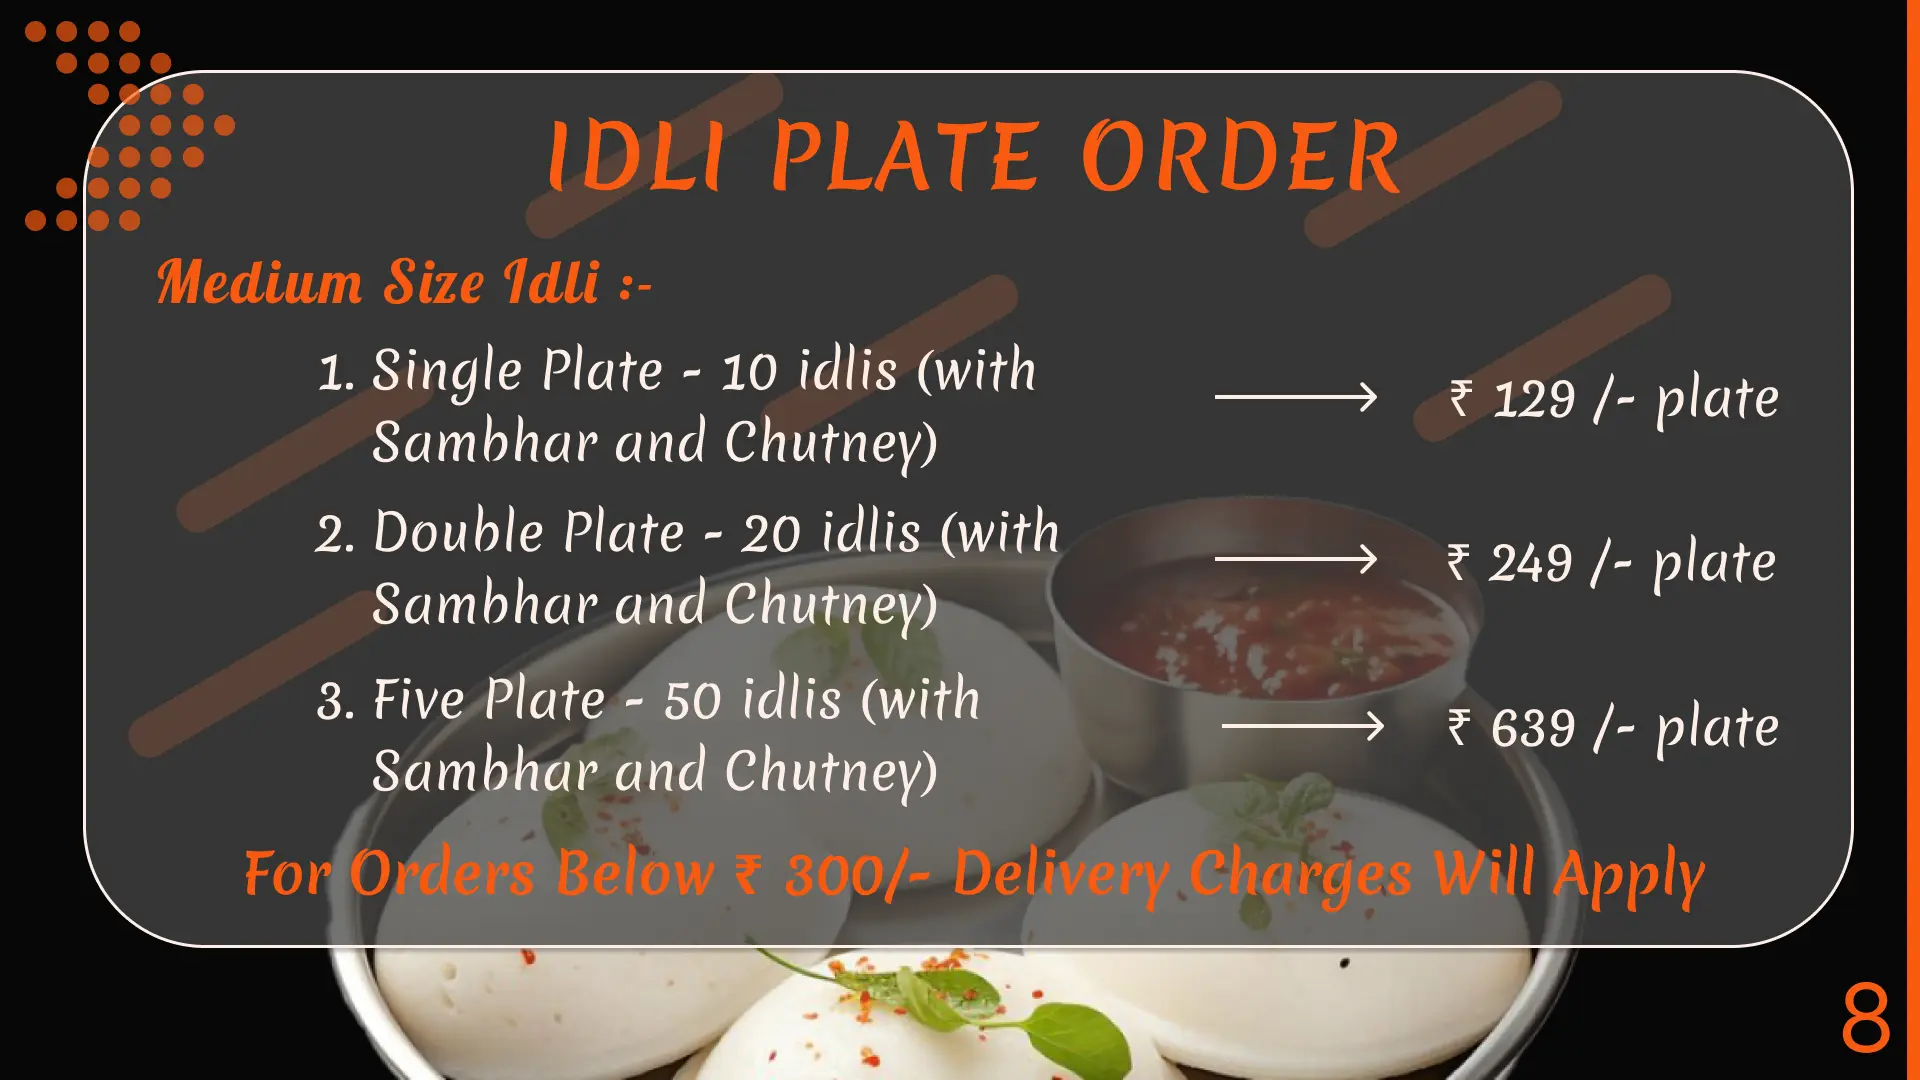 IDLI PLATE ORDER
Medium Size Idli :-
1. Single Plate - 10 idlis (with
Sambhar and Chutney)
₹ 129 /- plate
2. Double Plate - 20 idlis (with
Sambhar and Chutney)
₹ 249 /- plate
3. Five Plate - 50 idlis (with
Sambhar and Chutney)
₹ 639 /- plate
For Orders Below ₹ 300/- Delivery Charges Will Apply
8